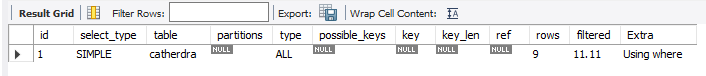 Result Grid Filter Rows: Export: Wrap Cell Content: IA
id select_type table partitions type possible_keys key key_len ref rows filtered Extra
1 SIMPLE catherdra NULL ALL NULL NULL NULL NULL 9 11.11 Using where